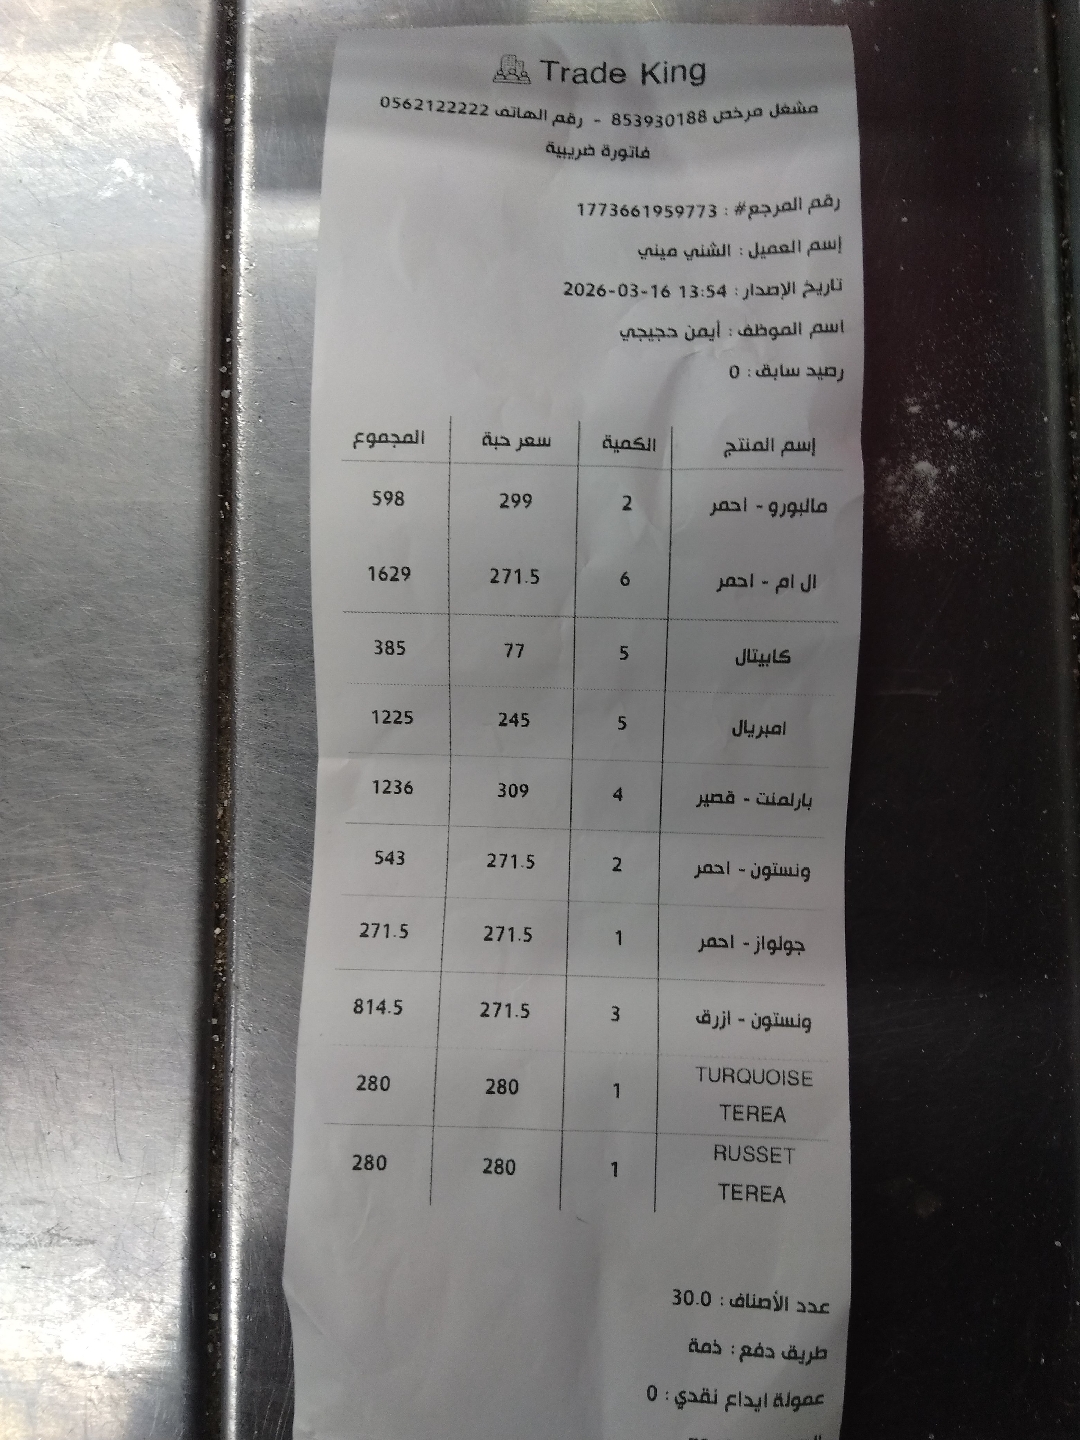 Trade King
مشغل مرخص 853930188 - رقم الهاتف 0562122222
فاتورة ضريبية
رقم المرجع# : 1773661959773
إسم العميل : الشني ميني
تاريخ الإصدار : 2026-03-16 13:54
اسم الموظف : أيمن حجيجي
رصيد سابق : 0
إسم المنتج الكمية سعر حبة المجموع
مالبورو - احمر 2 299 598
ال ام - احمر 6 271.5 1629
كابيتال 5 77 385
امبريال 5 245 1225
بارلمنت - قصير 4 309 1236
ونستون - احمر 2 271.5 543
جولواز - احمر 1 271.5 271.5
ونستون - ازرق 3 271.5 814.5
TURQUOISE 1 280 280
TEREA
RUSSET 1 280 280
TEREA
عدد الأصناف : 30.0
طريق دفع : ذمة
عمولة ايداع نقدي : 0